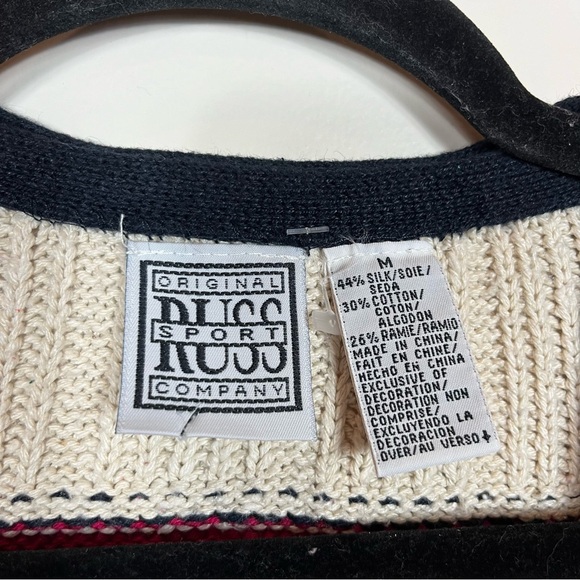 ORIGINAL
RUSS
SPORT
COMPANY
M
44% SILK/SOIE/
SEDA
30% COTTON/
COTON/
ALGODON
26% RAMIE/RAMIO
MADE IN CHINA/
FAIT EN CHINE/
HECHO EN CHINA
EXCLUSIVE OF
DECORATION/
DECORATION NON
COMPRISE/
EXCLUYENDO LA
DECORACION
OVER/AU VERSO